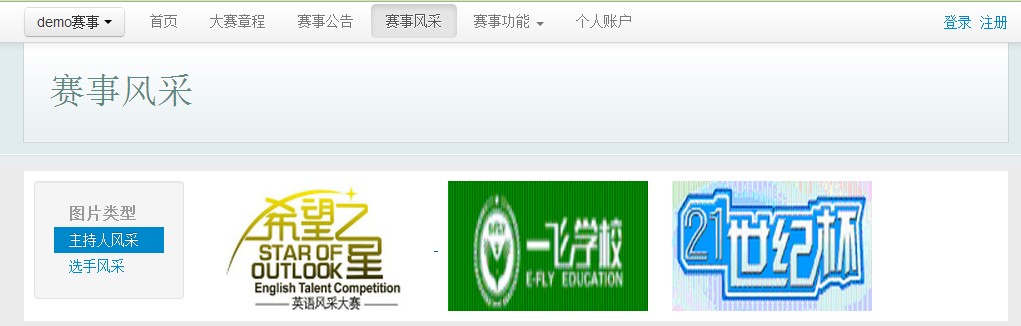 demo赛事 首页 大赛章程 赛事公告 赛事风采 赛事功能 个人账户 登录 注册
赛事风采
图片类型
主持人风采
选手风采
希望之星
STAR OF
OUTLOOK
English Talent Competition
英语风采大赛
E·FLY
一飞学校
E-FLY EDUCATION
21世纪杯